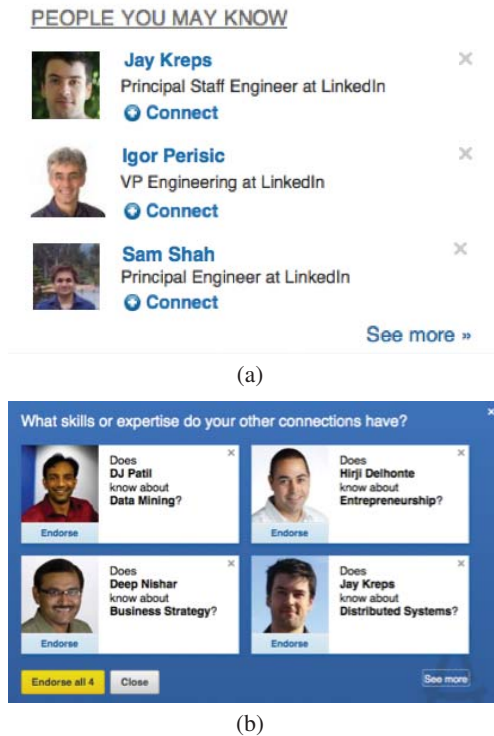 PEOPLE YOU MAY KNOW
Jay Kreps
Principal Staff Engineer at LinkedIn
Connect
Igor Perisic
VP Engineering at LinkedIn
Connect
Sam Shah
Principal Engineer at LinkedIn
Connect
See more »
(a)
What skills or expertise do your other connections have?
Does
DJ Patil
know about
Data Mining?
Endorse
Does
Hirji Delhonte
know about
Entrepreneurship?
Endorse
Does
Deep Nishar
know about
Business Strategy?
Endorse
Does
Jay Kreps
know about
Distributed Systems?
Endorse
Endorse all 4
Close
See more
(b)